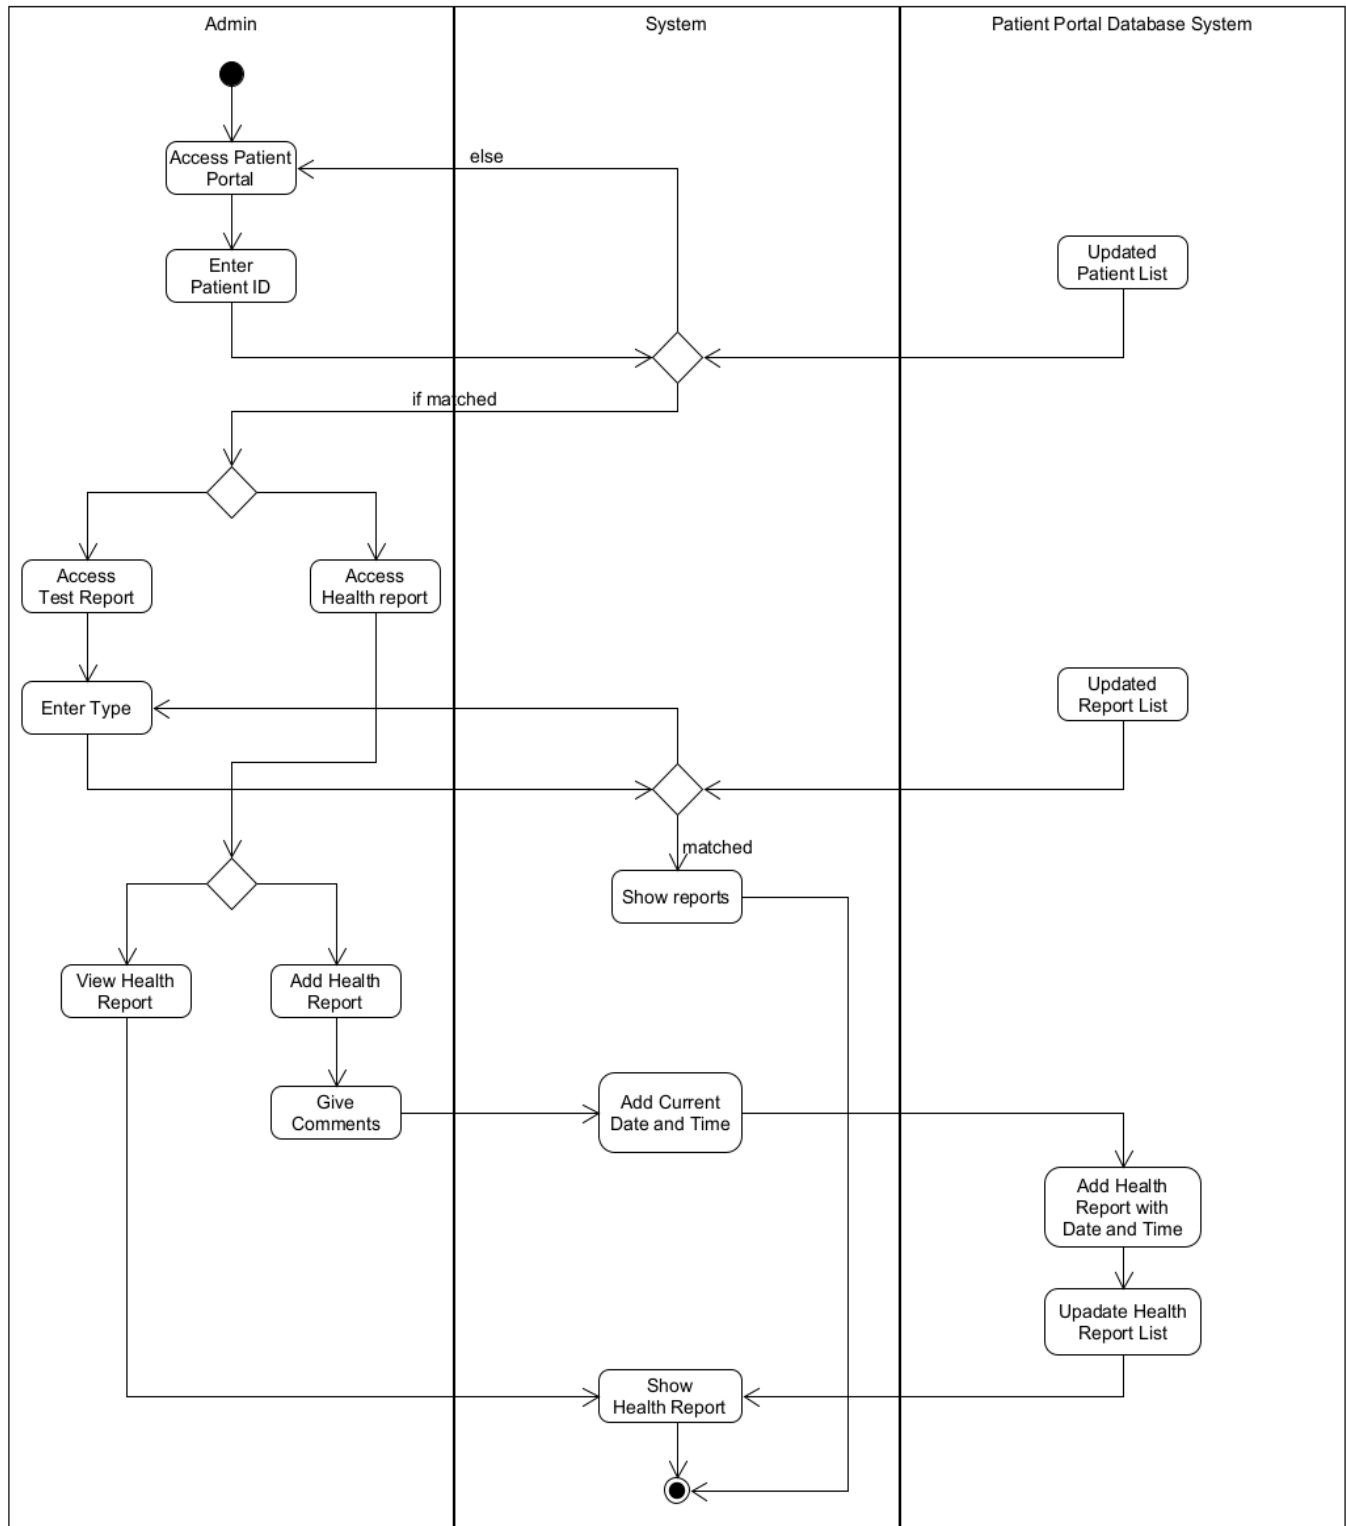 Admin
System
Patient Portal Database System
Access Patient
Portal
else
Enter
Patient ID
Updated
Patient List
if matched
Access
Test Report
Access
Health report
Enter Type
Updated
Report List
matched
Show reports
View Health
Report
Add Health
Report
Give
Comments
Add Current
Date and Time
Add Health
Report with
Date and Time
Upadate Health
Report List
Show
Health Report